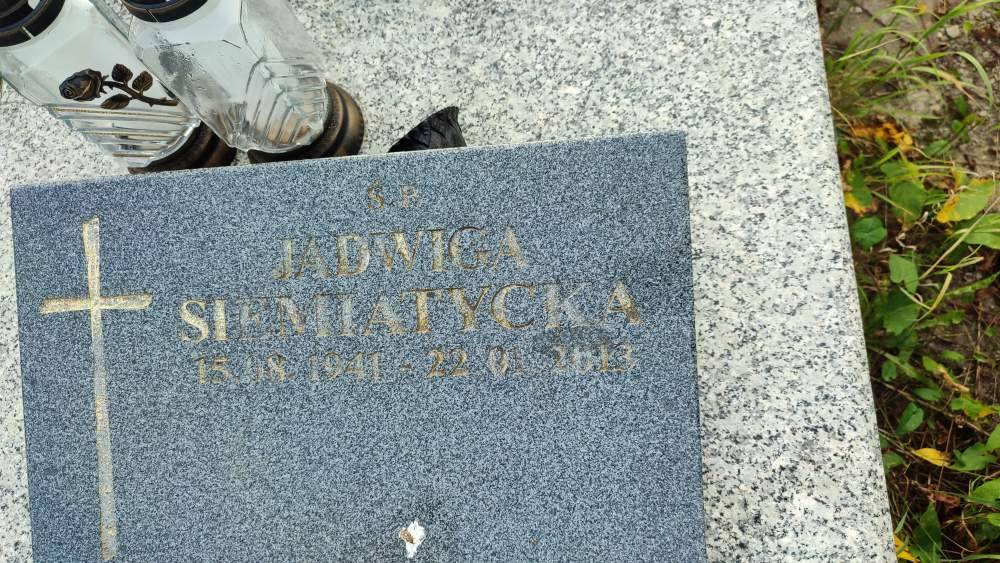 Ś. P.
JADWIGA
SIEMIATYCKA
15. 08. 1941 - 22. 01. 2013